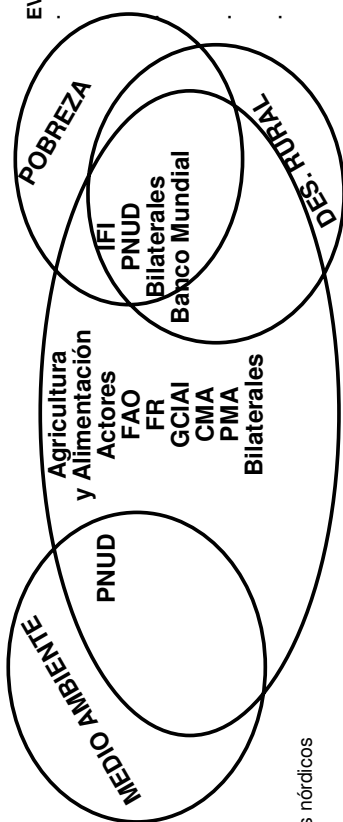 EV
POBREZA
IFI
PNUD
Bilaterales
Banco Mundial
DES. RURAL
Agricultura
y Alimentación
Actores
FAO
FR
GCIAI
CMA
PMA
Bilaterales
PNUD
MEDIO AMBIENTE
s nórdicos